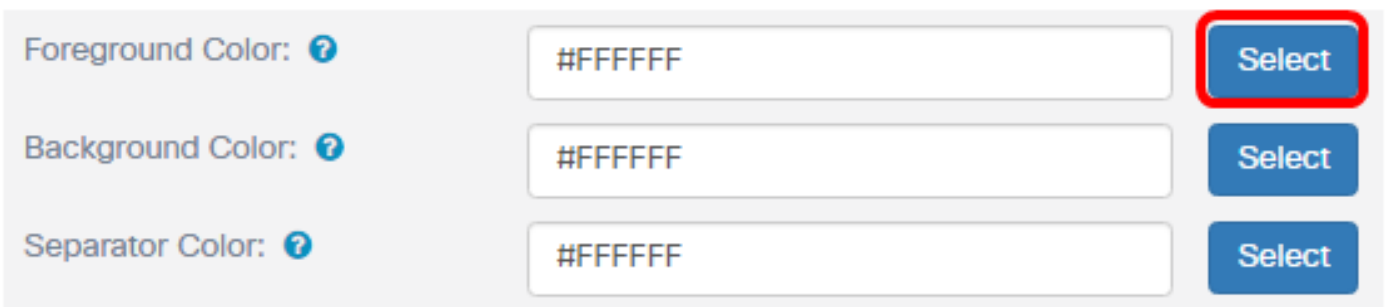 Foreground Color: ? #FFFFFF Select
Background Color: ? #FFFFFF Select
Separator Color: ? #FFFFFF Select